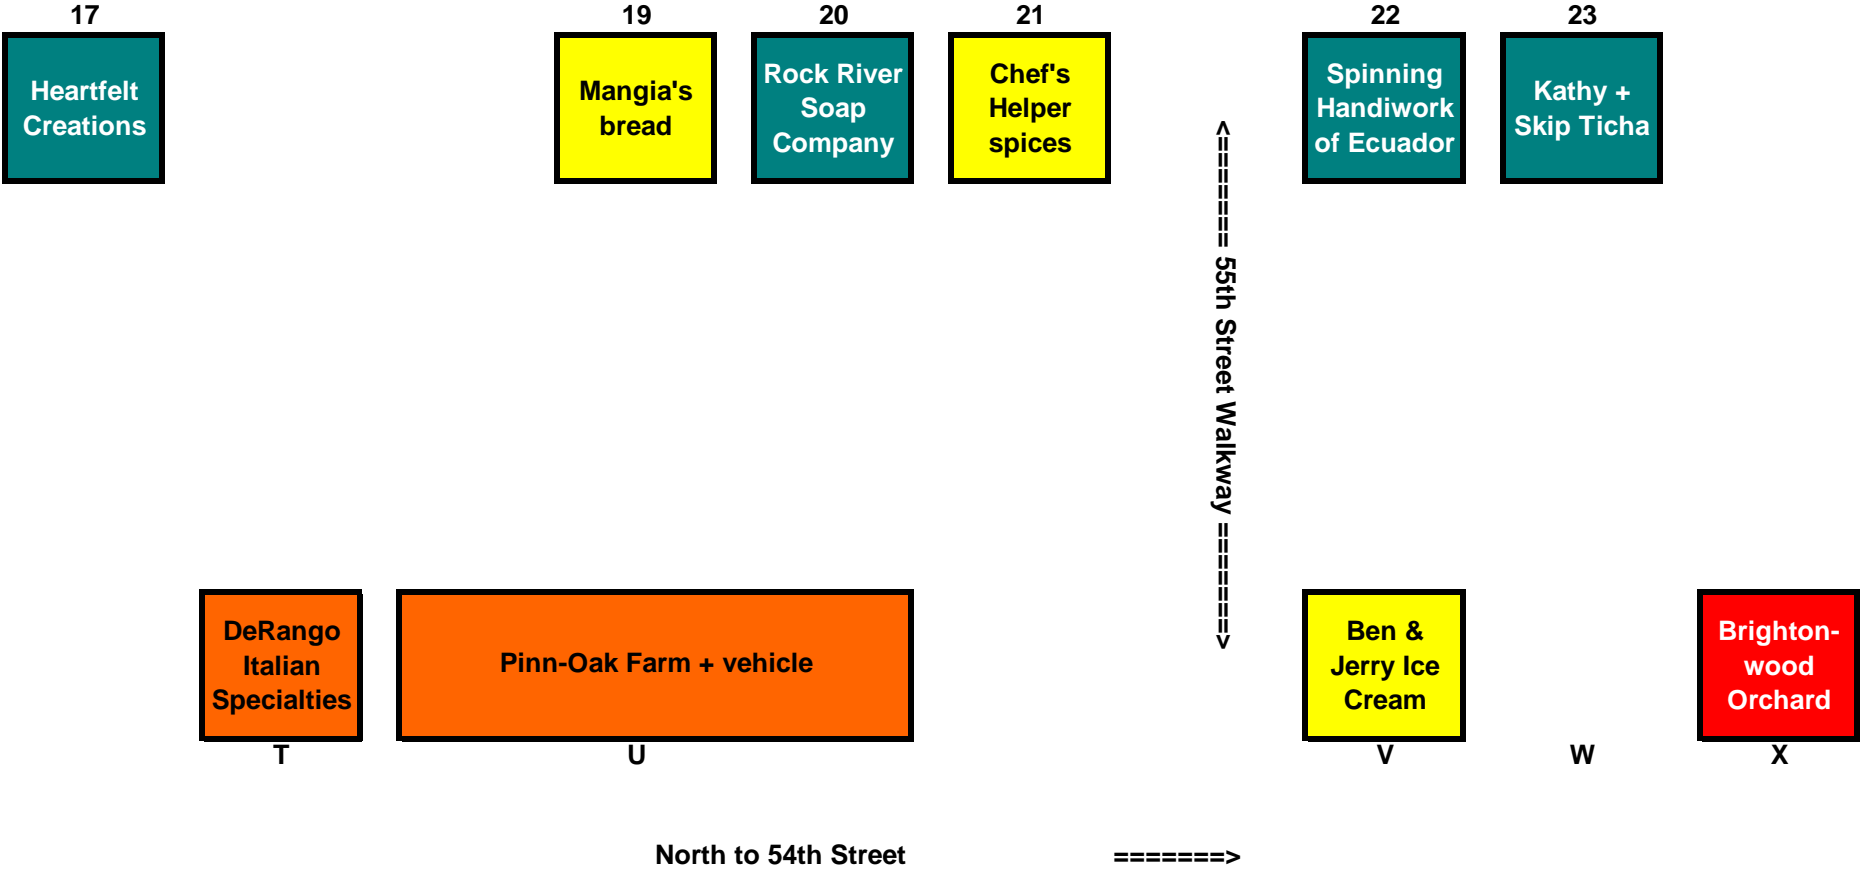 17 19 20 21 22 23
Heartfelt
Creations
Mangia's
bread
Rock River
Soap
Company
Chef's
Helper
spices
Spinning
Handiwork
of Ecuador
Kathy +
Skip Ticha
<======= 55th Street Walkway =======>
DeRango
Italian
Specialties
Pinn-Oak Farm + vehicle
Ben &
Jerry Ice
Cream
Brighton-
wood
Orchard
T U V W X
North to 54th Street =======>